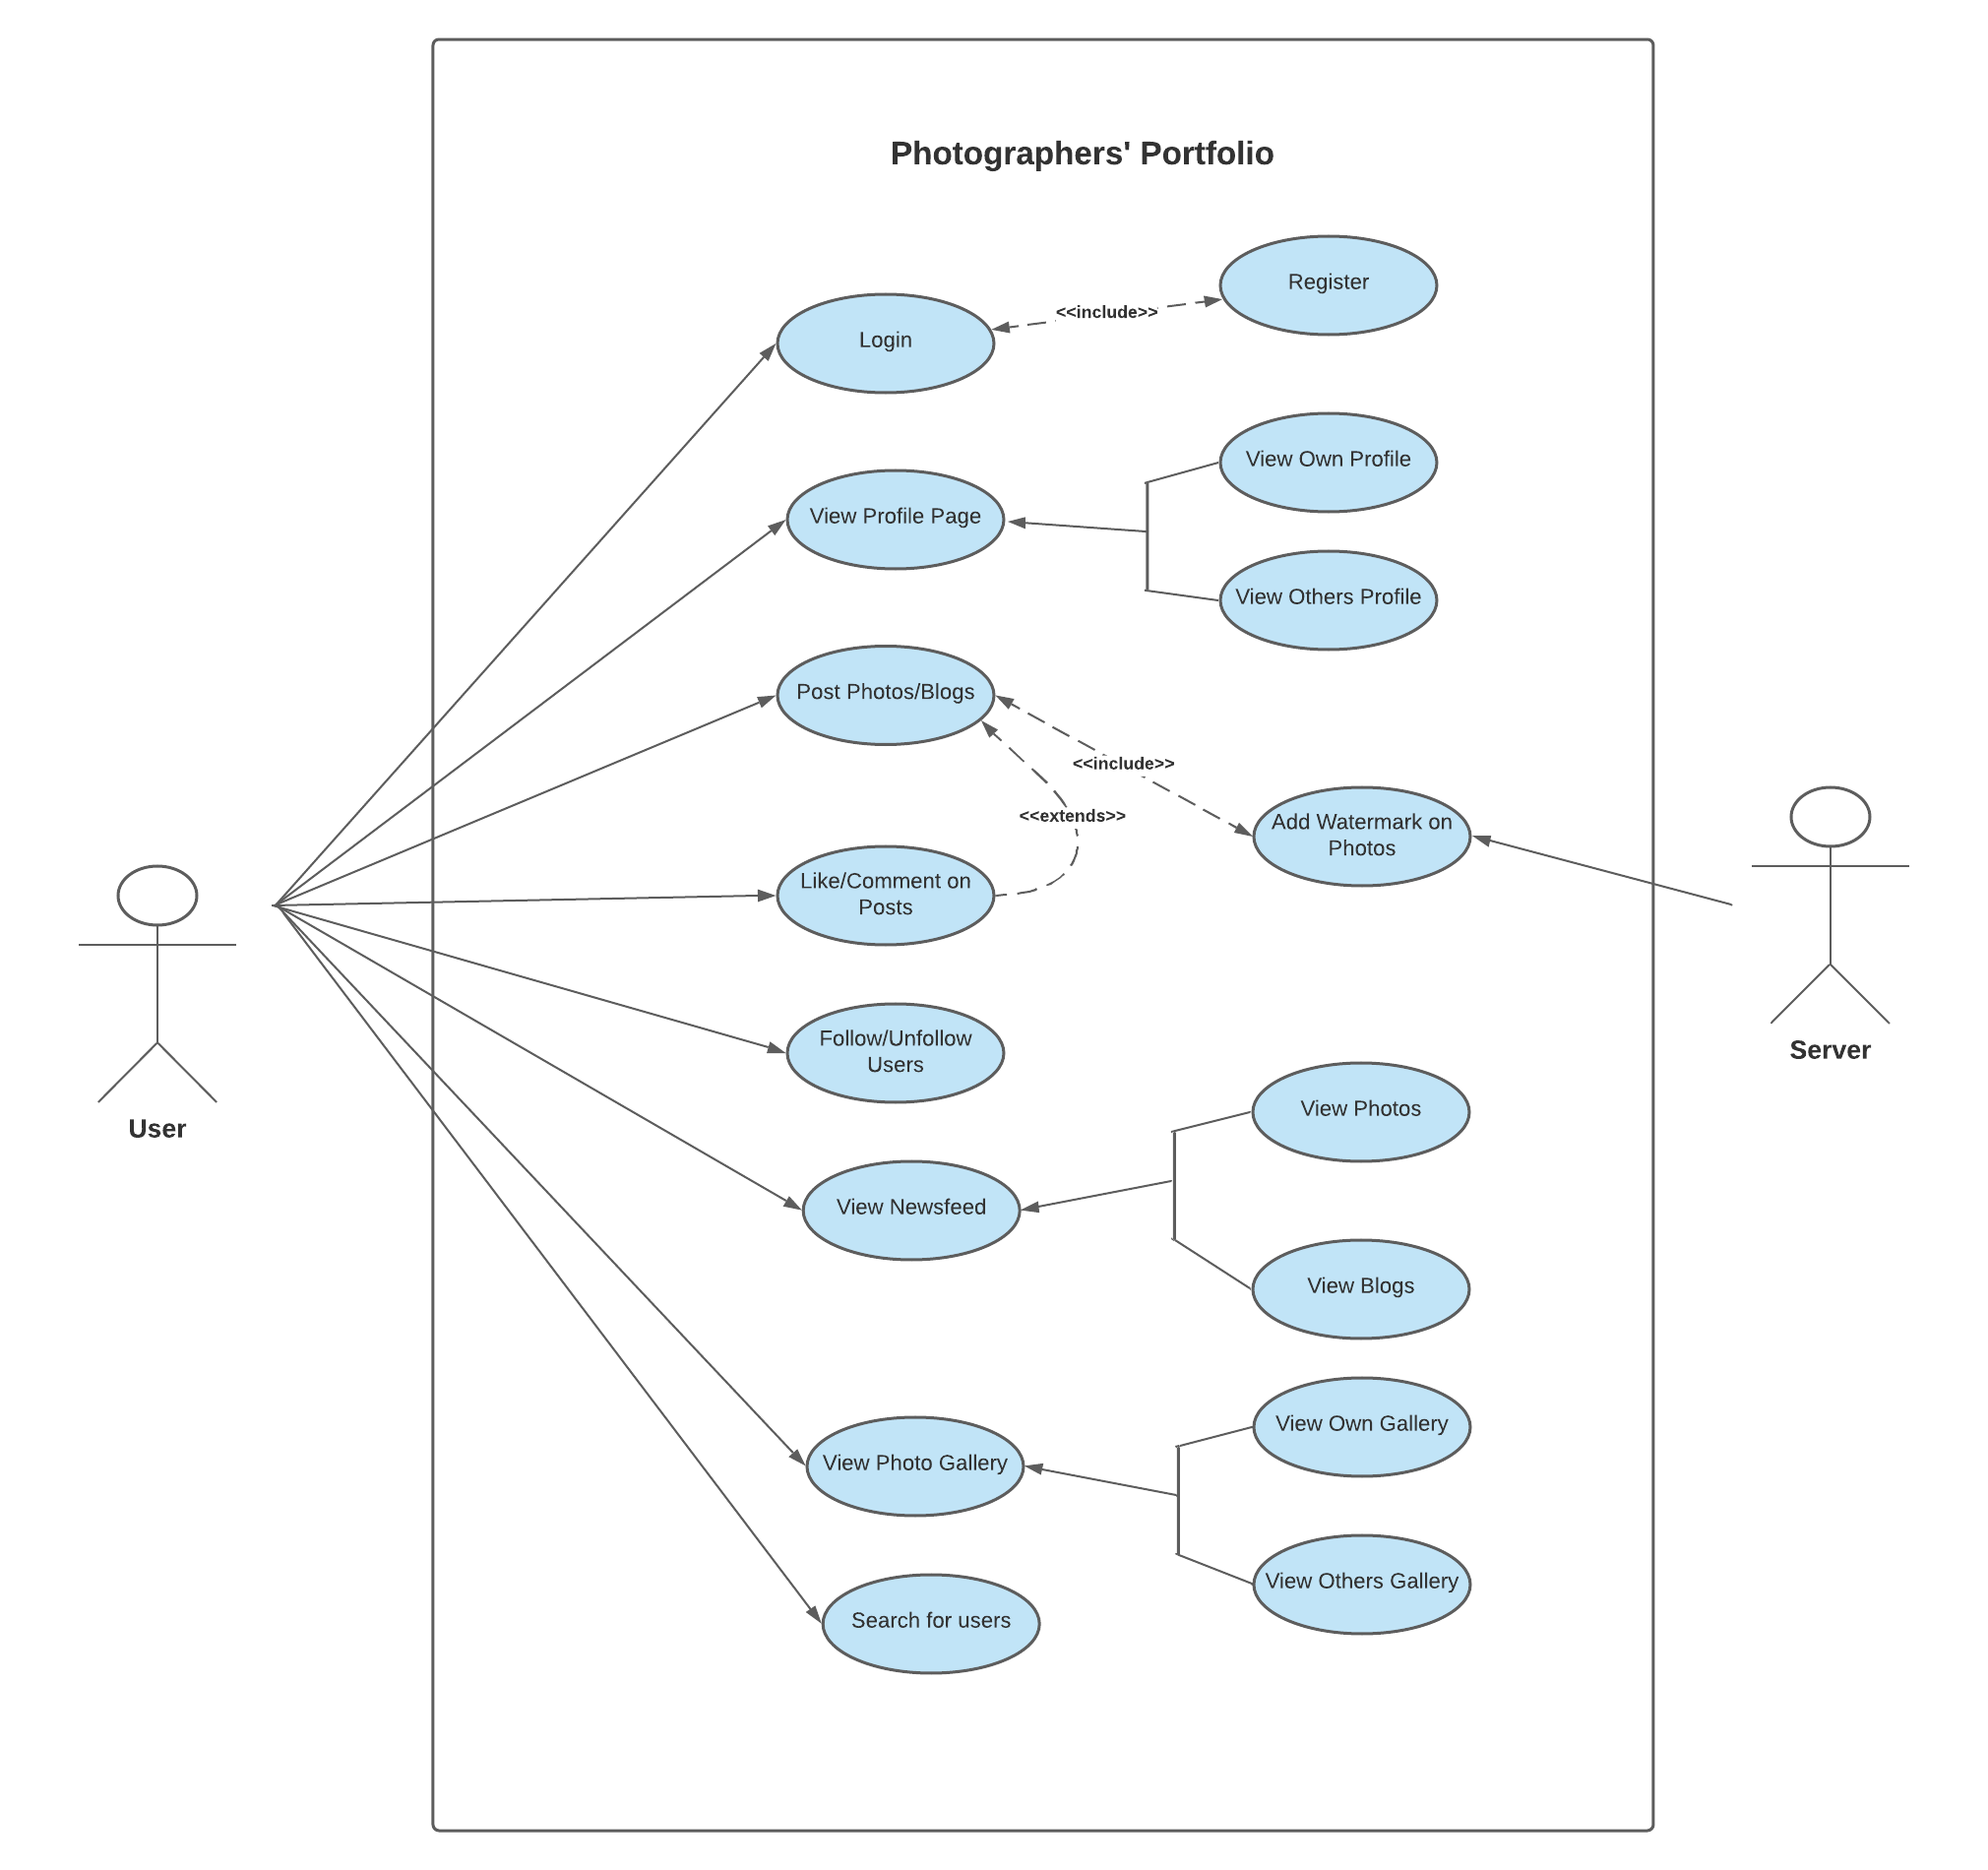 Photographers' Portfolio
Register
<<include>>
Login
View Own Profile
View Profile Page
View Others Profile
Post Photos/Blogs
<<include>>
<<extends>>
Add Watermark on
Photos
Like/Comment on
Posts
Follow/Unfollow
Users
Server
User
View Photos
View Newsfeed
View Blogs
View Own Gallery
View Photo Gallery
View Others Gallery
Search for users